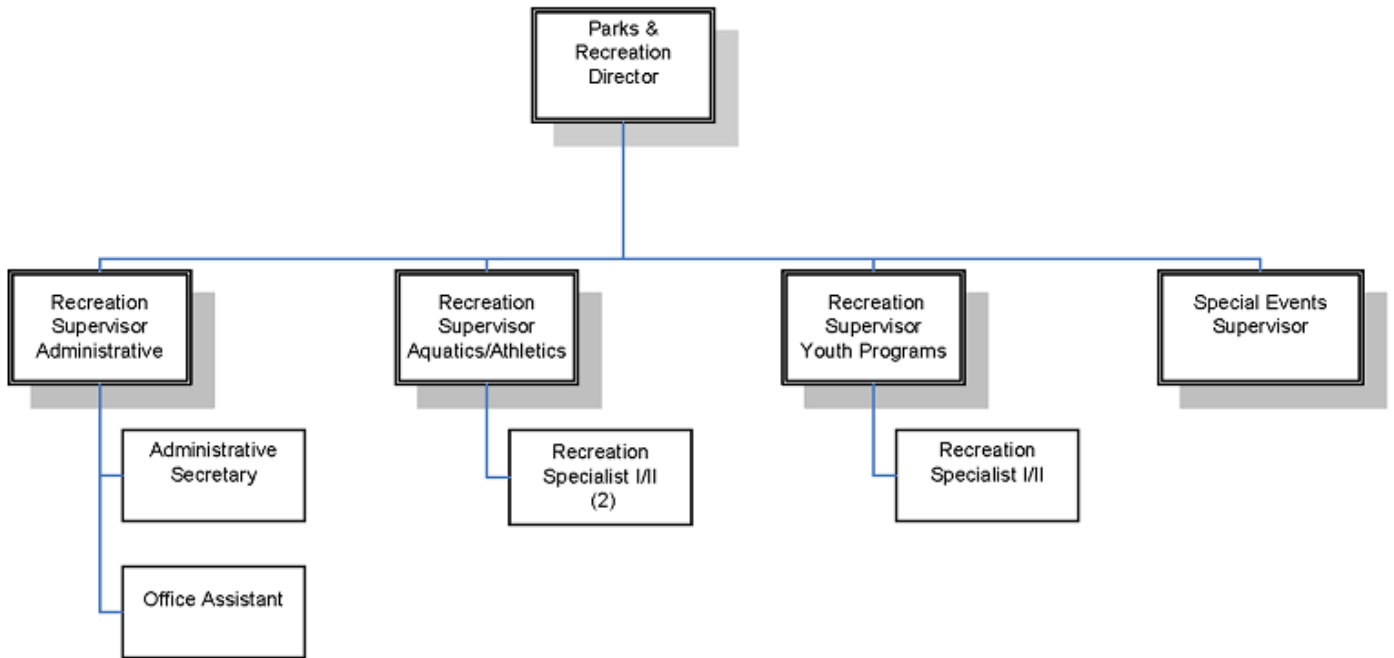 Parks &
Recreation
Director
Recreation
Supervisor
Administrative
Recreation
Supervisor
Aquatics/Athletics
Recreation
Supervisor
Youth Programs
Special Events
Supervisor
Administrative
Secretary
Recreation
Specialist I/II
(2)
Recreation
Specialist I/II
Office Assistant